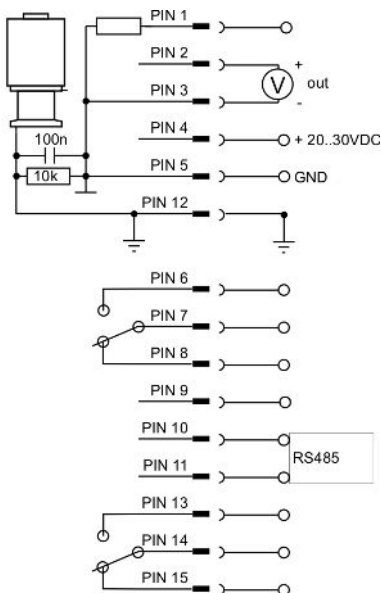 PIN 1
PIN 2
+
V
out
PIN 3
-
PIN 4
+ 20..30VDC
100n
PIN 5
GND
10k
PIN 12
PIN 6
PIN 7
PIN 8
PIN 9
PIN 10
RS485
PIN 11
PIN 13
PIN 14
PIN 15